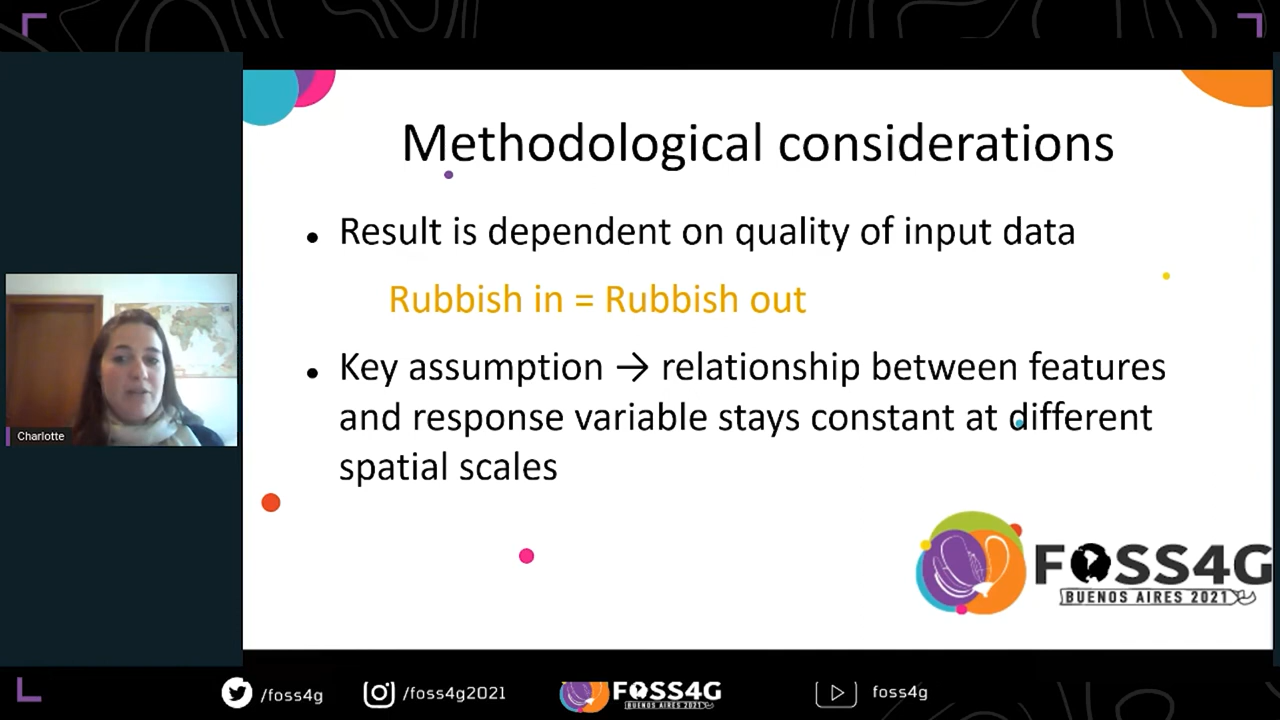 Methodological considerations
• Result is dependent on quality of input data
Rubbish in = Rubbish out
• Key assumption → relationship between features
and response variable stays constant at different
spatial scales
Charlotte
FOSS4G
BUENOS AIRES 2021
/foss4g
/foss4g2021
FOSS4G
BUENOS AIRES 2021
foss4g